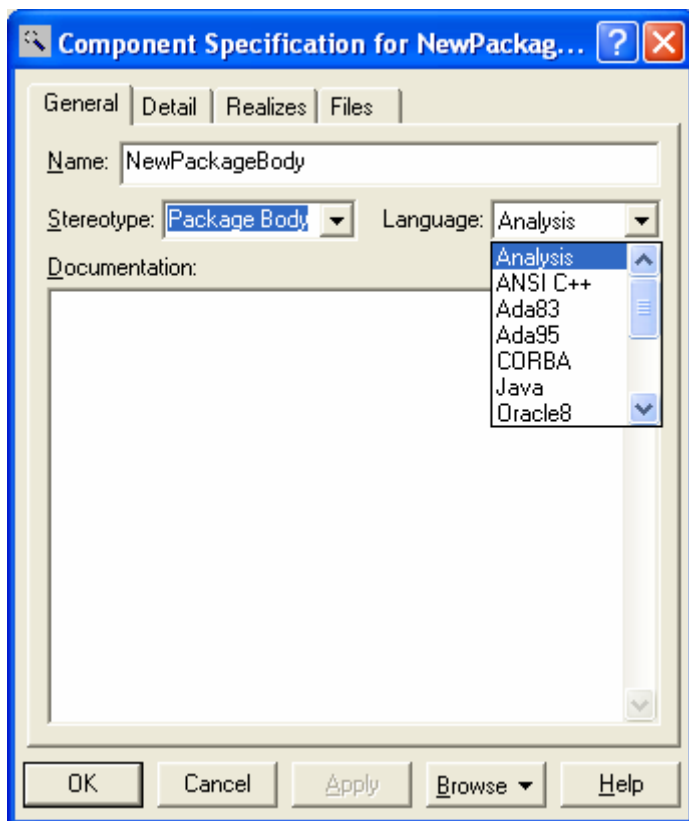 Component Specification for NewPackag...
General Detail Realizes Files
Name: NewPackageBody
Stereotype: Package Body Language: Analysis
Documentation:
Analysis
ANSI C++
Ada83
Ada95
CORBA
Java
Oracle8
OK Cancel Apply Browse Help